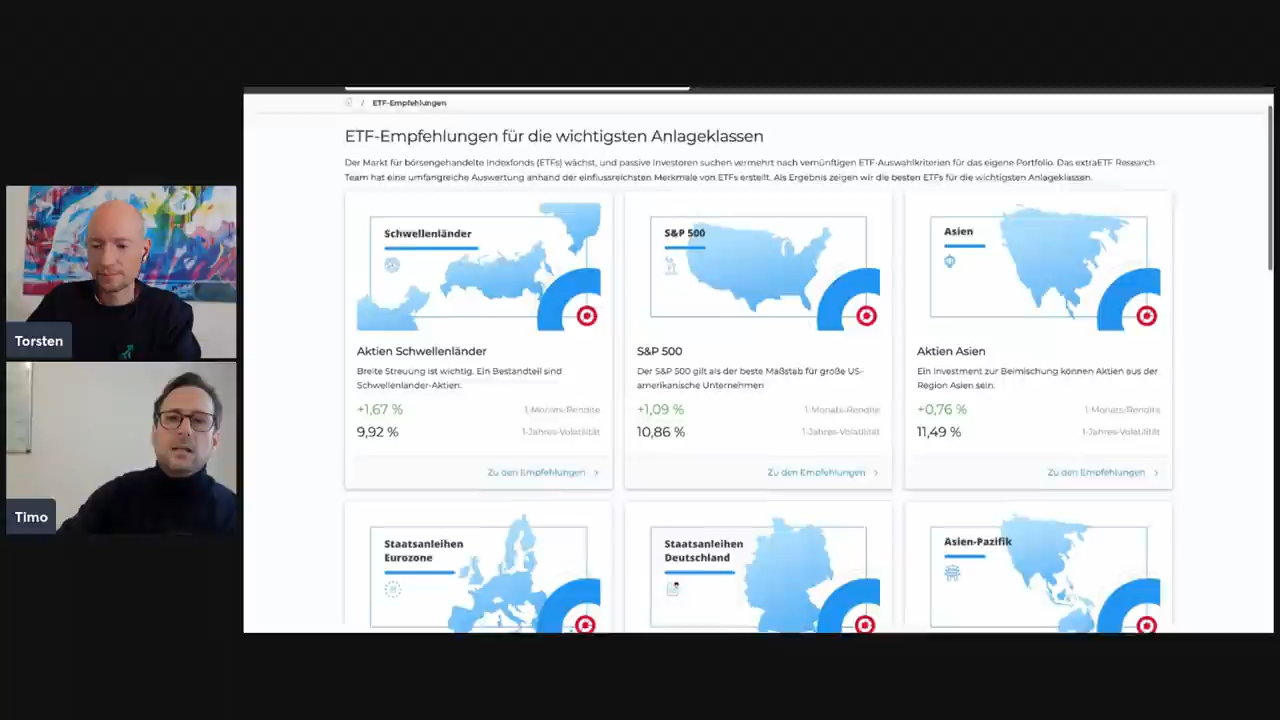 / ETF-Empfehlungen
ETF-Empfehlungen für die wichtigsten Anlageklassen
Der Markt für börsengehandelte Indexfonds (ETFs) wächst, und passive Investoren suchen vermehrt nach vernünftigen ETF-Auswahlkriterien für das eigene Portfolio. Das extraETF Research
Team hat eine umfangreiche Auswertung anhand der einflussreichsten Merkmale von ETFs erstellt. Als Ergebnis zeigen wir die besten ETFs für die wichtigsten Anlageklassen.
Schwellenländer
Aktien Schwellenländer
Breite Streuung ist wichtig. Ein Bestandteil sind
Schwellenländer-Aktien.
+1,67 % 1-Monats-Rendite
9,92 % 1-Jahres-Volatilität
Zu den Empfehlungen >
S&P 500
S&P 500
Der S&P 500 gilt als der beste Maßstab für große US-
amerikanische Unternehmen
+1,09 % 1-Monats-Rendite
10,86 % 1-Jahres-Volatilität
Zu den Empfehlungen >
Asien
Aktien Asien
Ein Investment zur Beimischung können Aktien aus der
Region Asien sein.
+0,76 % 1-Monats-Rendite
11,49 % 1-Jahres-Volatilität
Zu den Empfehlungen >
Staatsanleihen
Eurozone
Staatsanleihen
Deutschland
Asien-Pazifik
Torsten
Timo